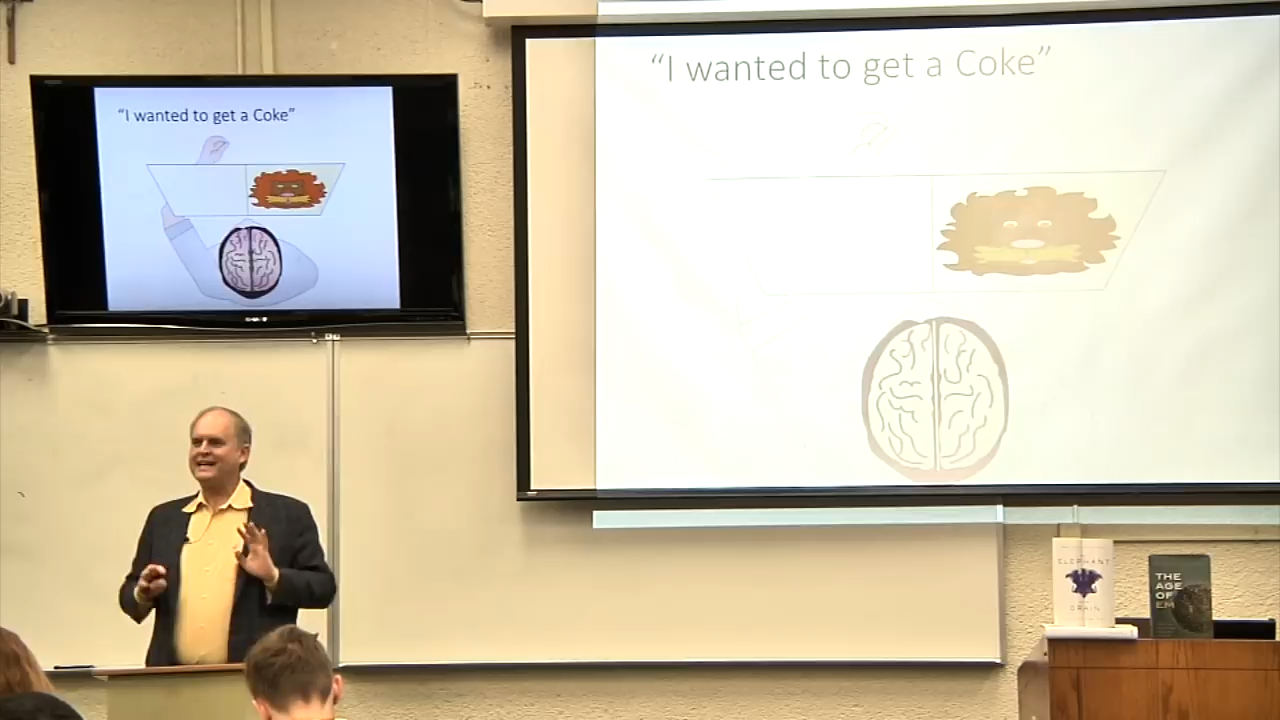 “I wanted to get a Coke”
“I wanted to get a Coke”
ELEPHANT
BRAIN
THE
AGE
OF
EM